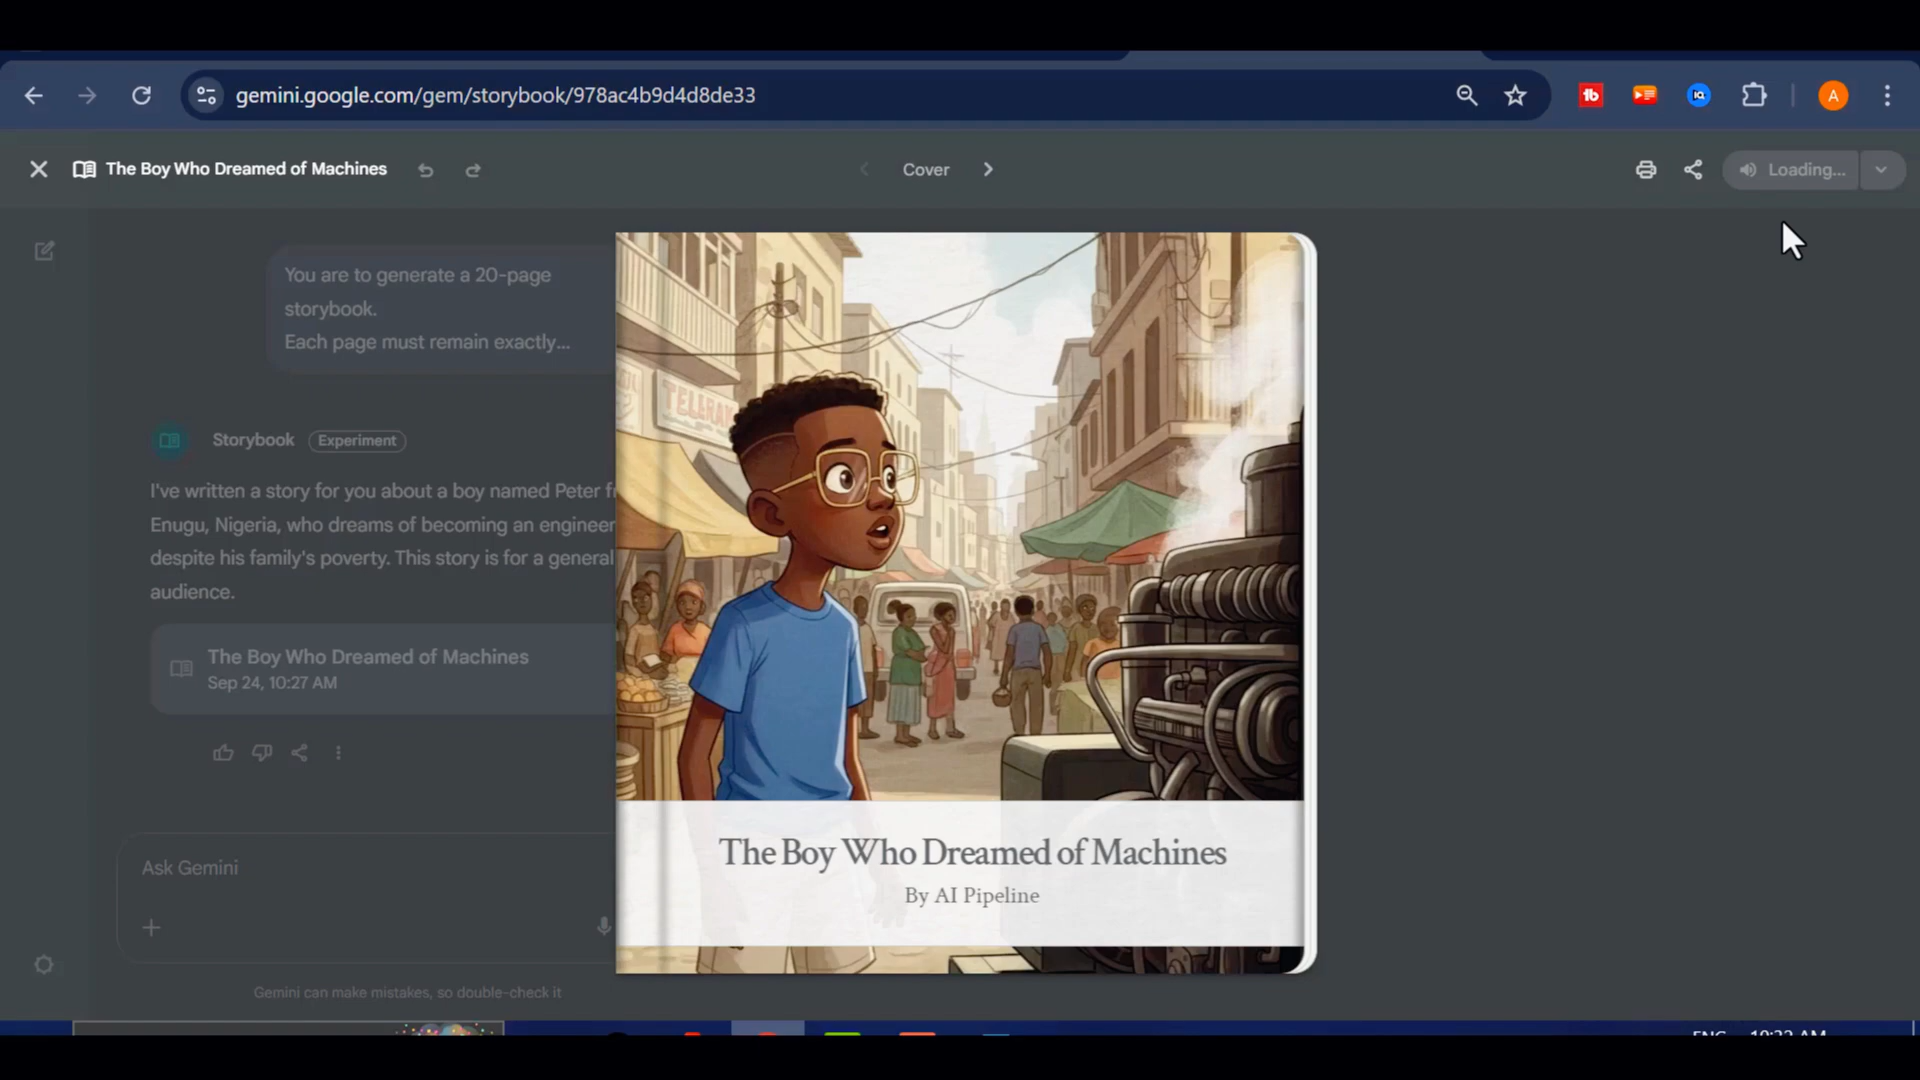 gemini.google.com/gem/storybook/978ac4b9d4d8de33
A
The Boy Who Dreamed of Machines
Cover
Loading...
You are to generate a 20-page
storybook.
Each page must remain exactly...
Storybook
Experiment
I've written a story for you about a boy named Peter
Enugu, Nigeria, who dreams of becoming an engineer
despite his family's poverty. This story is for a general
audience.
The Boy Who Dreamed of Machines
Sep 24, 10:27 AM
Ask Gemini
Gemini can make mistakes, so double-check it
TELERAK
The Boy Who Dreamed of Machines
By AI Pipeline